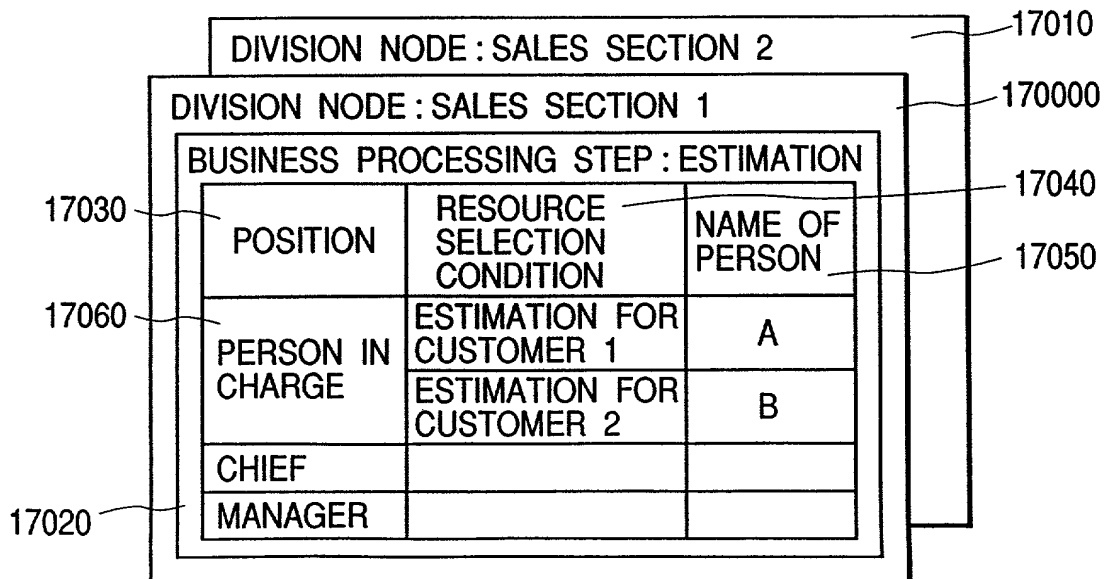 DIVISION NODE : SALES SECTION 2
17010
DIVISION NODE : SALES SECTION 1
170000
BUSINESS PROCESSING STEP : ESTIMATION
17030
POSITION
RESOURCE
SELECTION
CONDITION
17040
NAME OF
PERSON
17050
17060
PERSON IN
CHARGE
ESTIMATION FOR
CUSTOMER 1
A
ESTIMATION FOR
CUSTOMER 2
B
CHIEF
MANAGER
17020